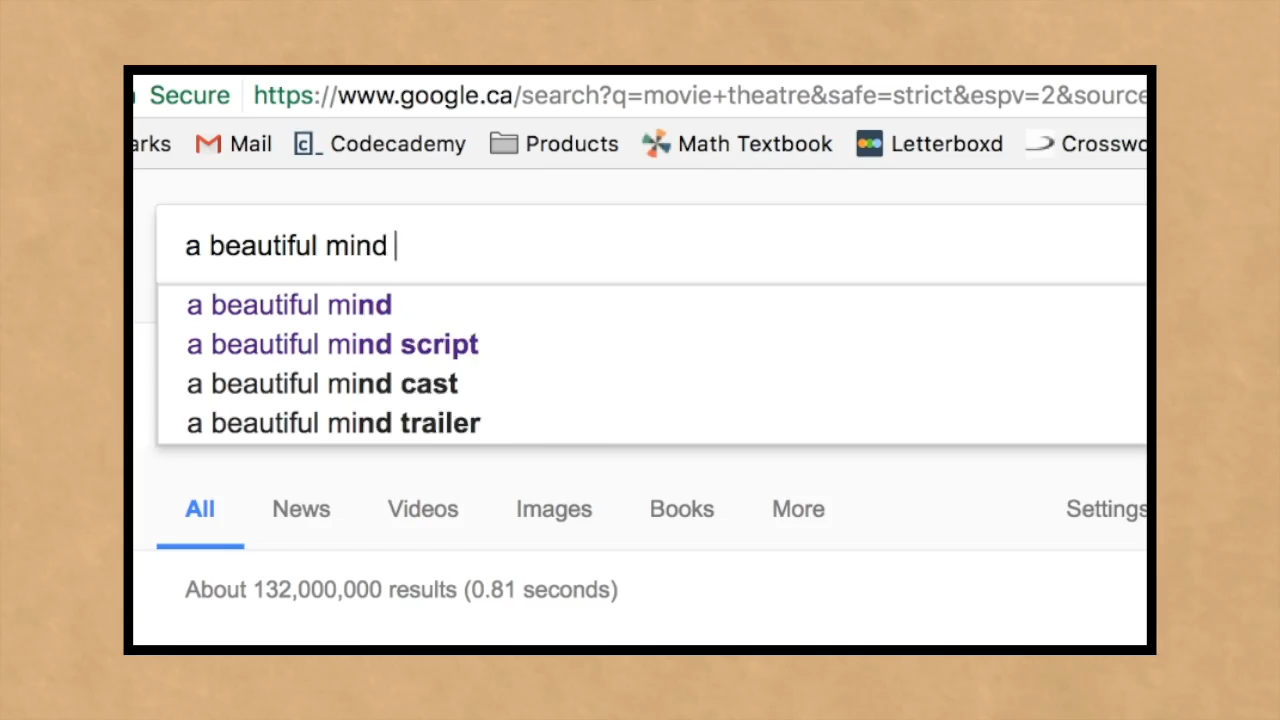 Secure https://www.google.ca/search?q=movie+theatre&safe=strict&espv=2&source
arks Mail Codecademy Products Math Textbook Letterboxd Crosswo
a beautiful mind
a beautiful mind
a beautiful mind script
a beautiful mind cast
a beautiful mind trailer
All News Videos Images Books More Settings
About 132,000,000 results (0.81 seconds)